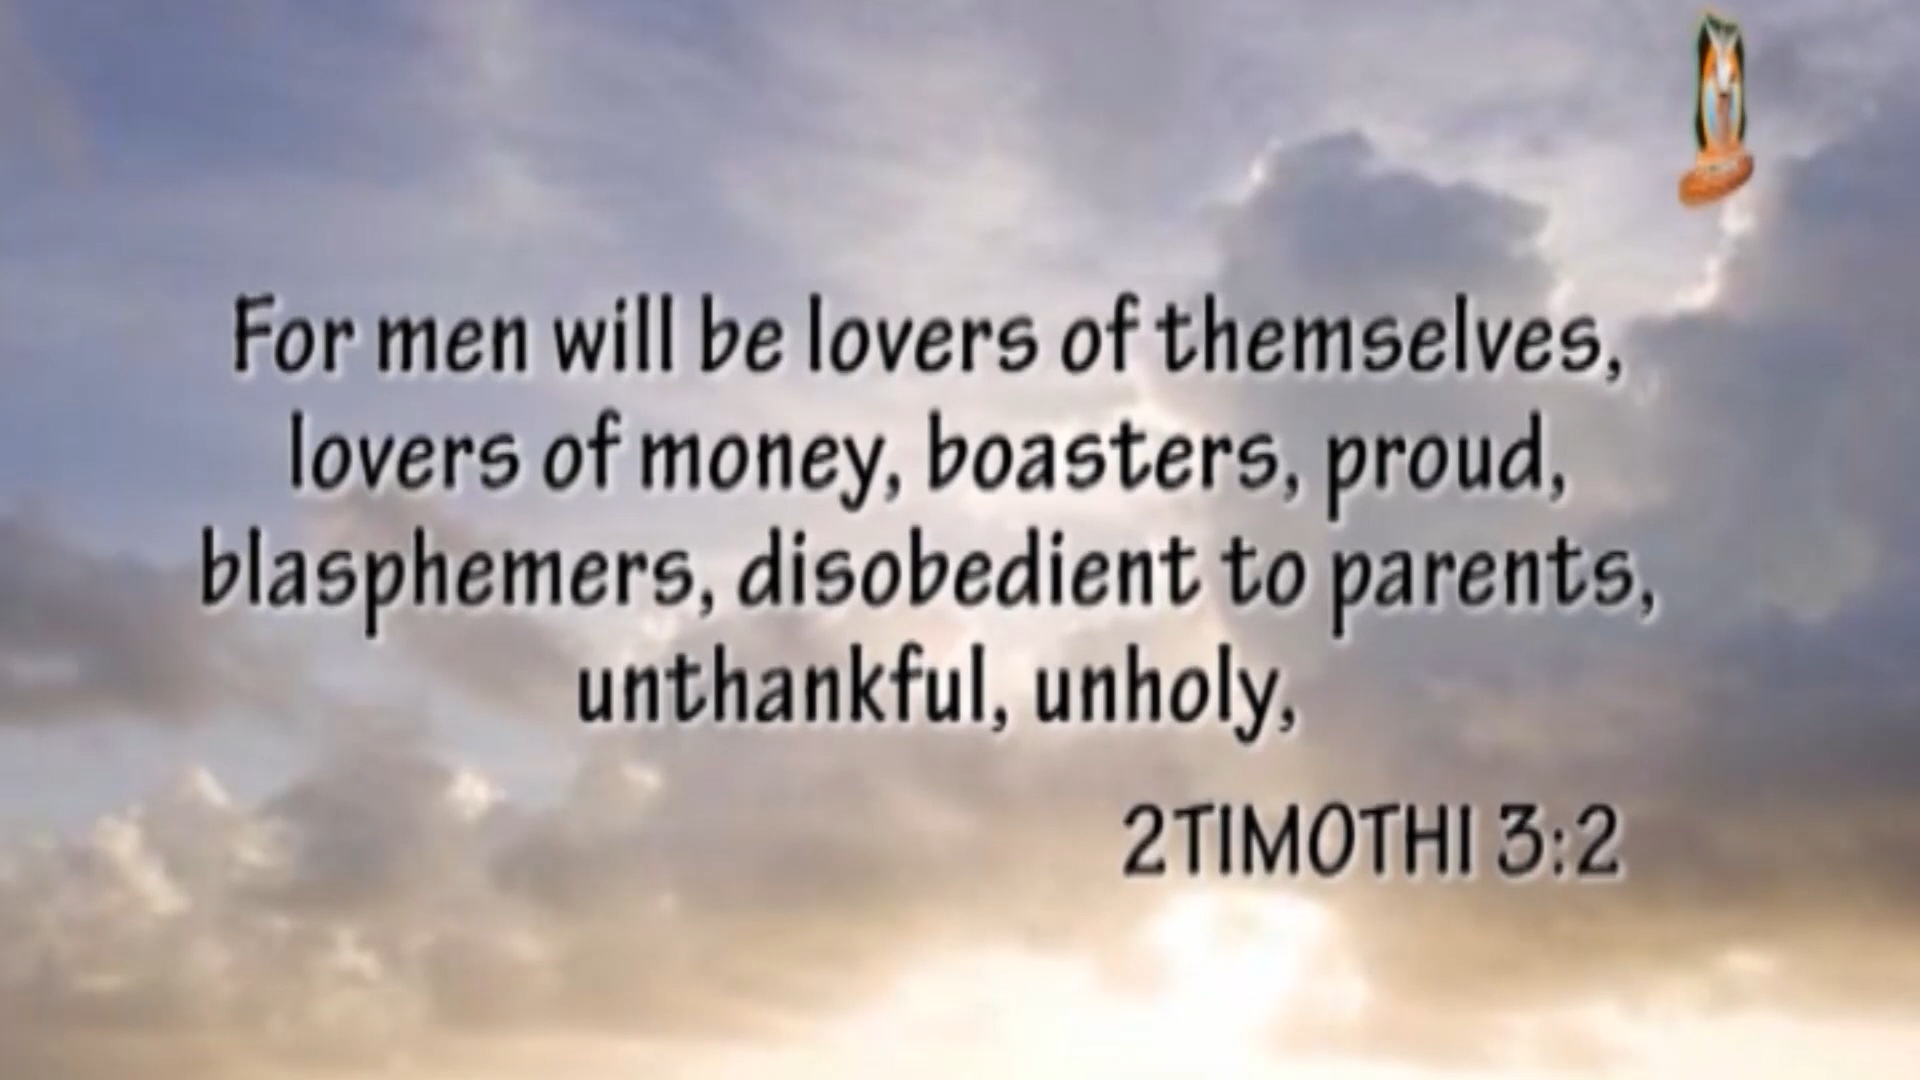 For men will be lovers of themselves,
lovers of money, boasters, proud,
blasphemers, disobedient to parents,
unthankful, unholy,
2TIMOTHI 3:2